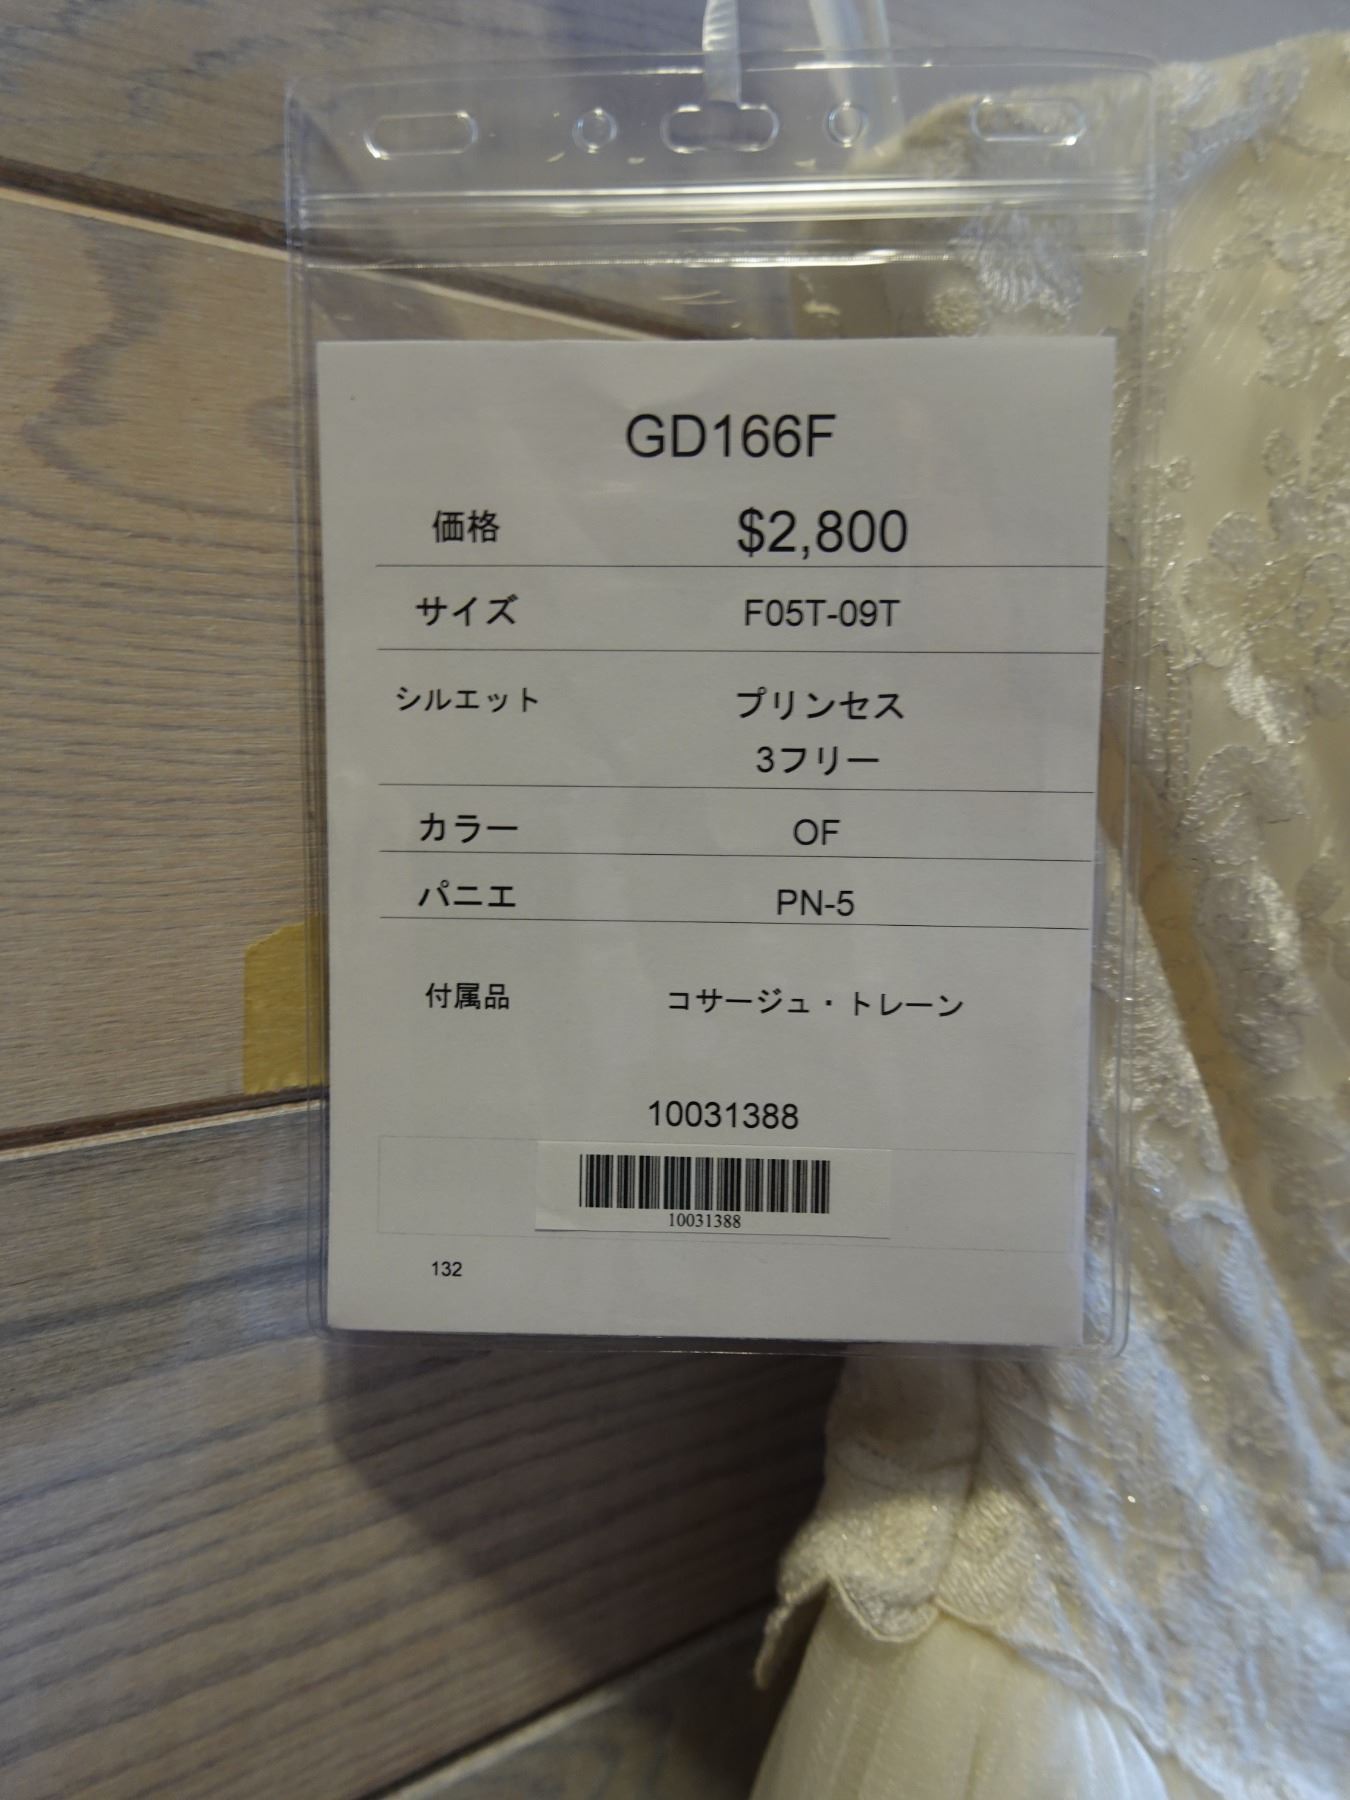 GD166F
価格 $2,800
サイズ F05T-09T
シルエット プリンセス
3フリー
カラー OF
パニエ PN-5
付属品 コサージュ・トレーン
10031388
10031388
132